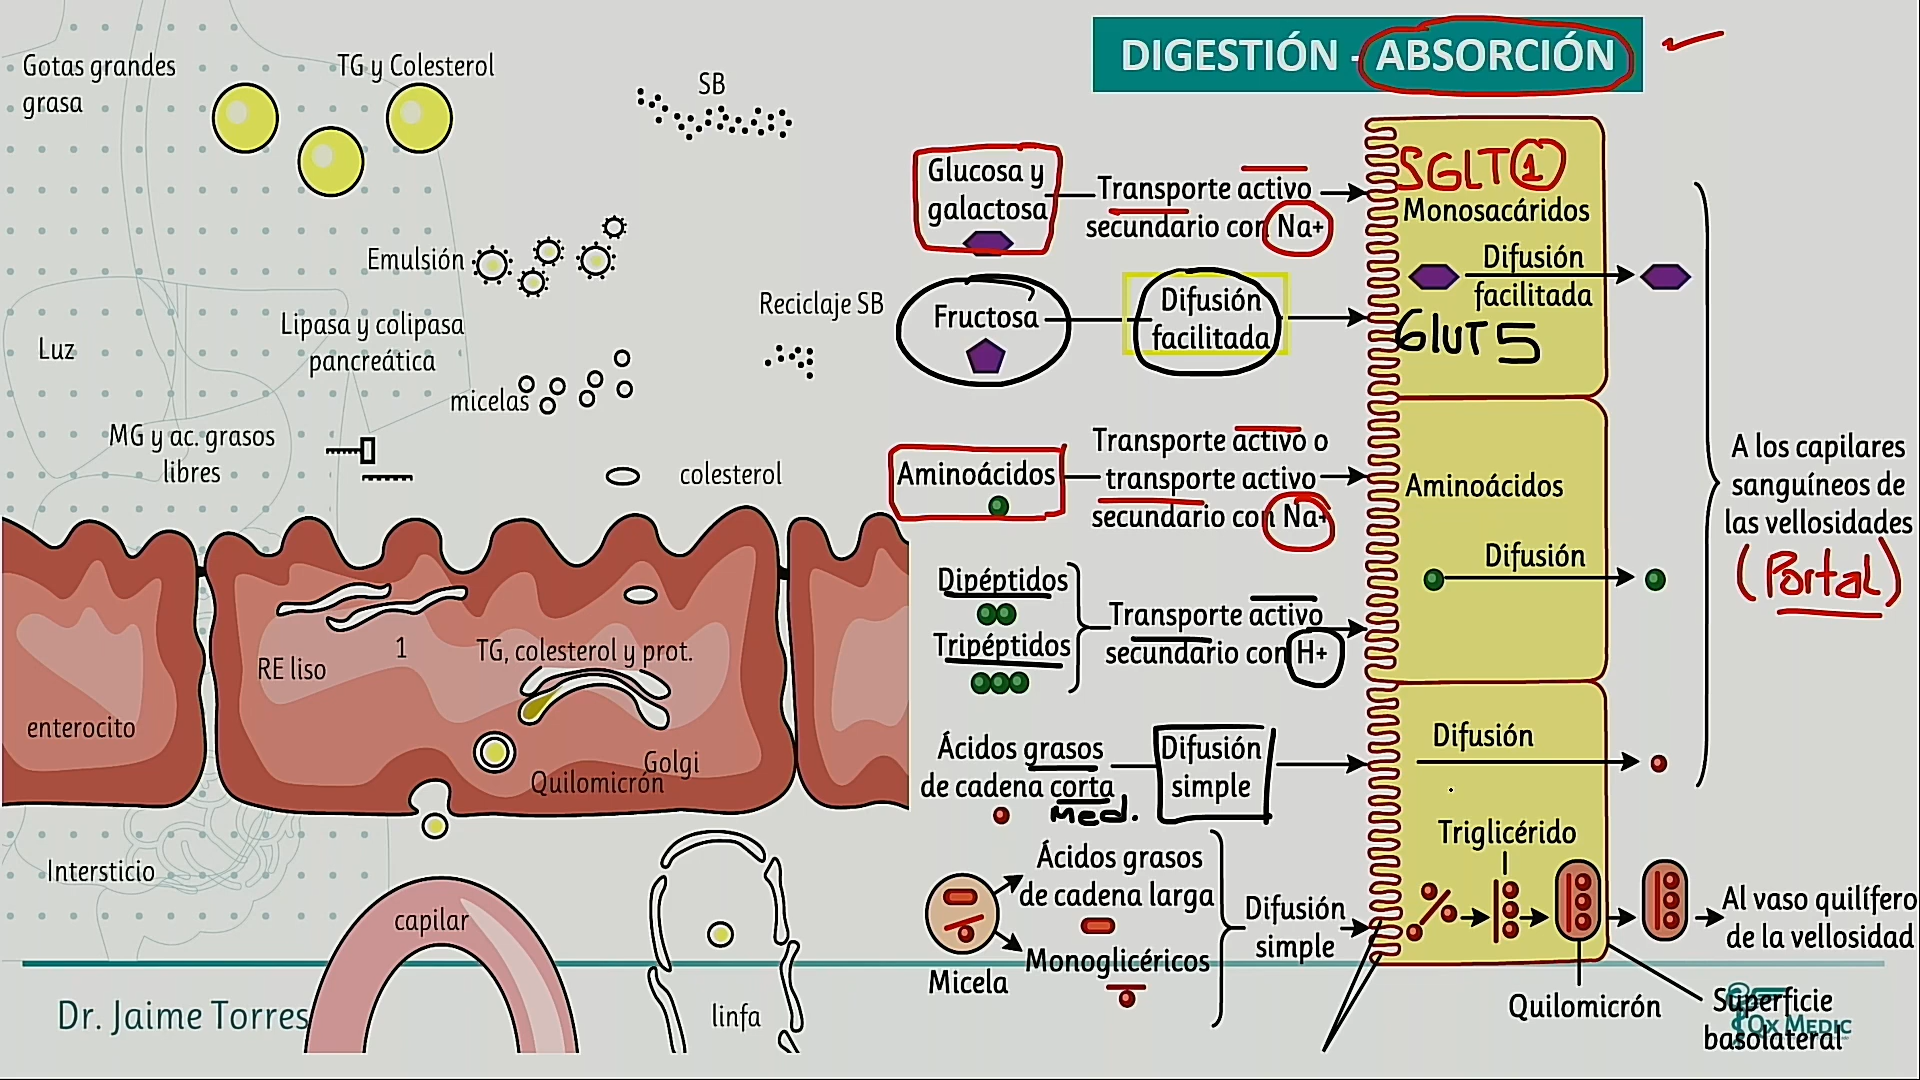 DIGESTIÓN - ABSORCIÓN
Gotas grandes
grasa
TG y Colesterol
SB
Emulsión
Reciclaje SB
Luz
Lipasa y colipasa
pancreática
micelas
MG y ac. grasos
libres
colesterol
RE liso
1
TG, colesterol y prot.
enterocito
Golgi
Quilomicrón
Intersticio
capilar
linfa
Dr. Jaime Torres
Glucosa y
galactosa
Transporte activo
secundario con Na+
SGLT 1
Monosacáridos
Difusión
facilitada
Fructosa
Difusión
facilitada
GLUT 5
Aminoácidos
Transporte activo o
transporte activo
secundario con Na+
Aminoácidos
Difusión
Dipéptidos
Tripéptidos
Transporte activo
secundario con H+
A los capilares
sanguíneos de
las vellosidades
(Portal)
Ácidos grasos
de cadena corta
Med.
Difusión
simple
Difusión
Triglicérido
Micela
Ácidos grasos
de cadena larga
Monoglicéricos
Difusión
simple
Al vaso quilífero
de la vellosidad
Quilomicrón
Superficie
basolateral
Qx MEDIC